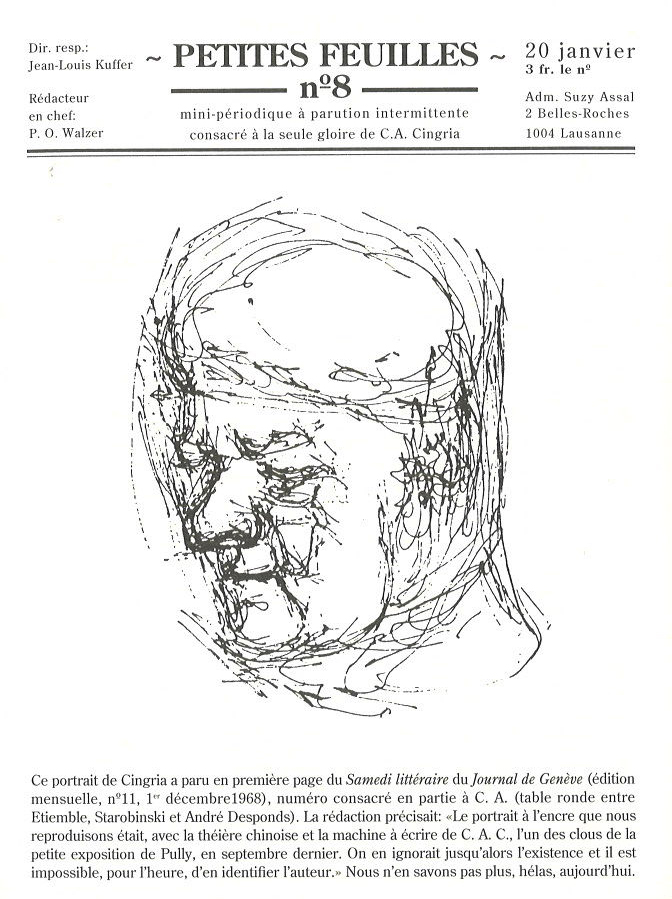 Dir. resp.:
Jean-Louis Kuffer
Rédacteur
en chef:
P. O. Walzer
~ PETITES FEUILLES ~
nº8
mini-périodique à parution intermittente
consacré à la seule gloire de C.A. Cingria
20 janvier
3 fr. le nº
Adm. Suzy Assal
2 Belles-Roches
1004 Lausanne
Ce portrait de Cingria a paru en première page du Samedi littéraire du Journal de Genève (édition
mensuelle, nº11, 1er décembre1968), numéro consacré en partie à C. A. (table ronde entre
Etiemble, Starobinski et André Desponds). La rédaction précisait: «Le portrait à l'encre que nous
reproduisons était, avec la théière chinoise et la machine à écrire de C. A. C., l'un des clous de la
petite exposition de Pully, en septembre dernier. On en ignorait jusqu'alors l'existence et il est
impossible, pour l'heure, d'en identifier l'auteur.» Nous n'en savons pas plus, hélas, aujourd'hui.